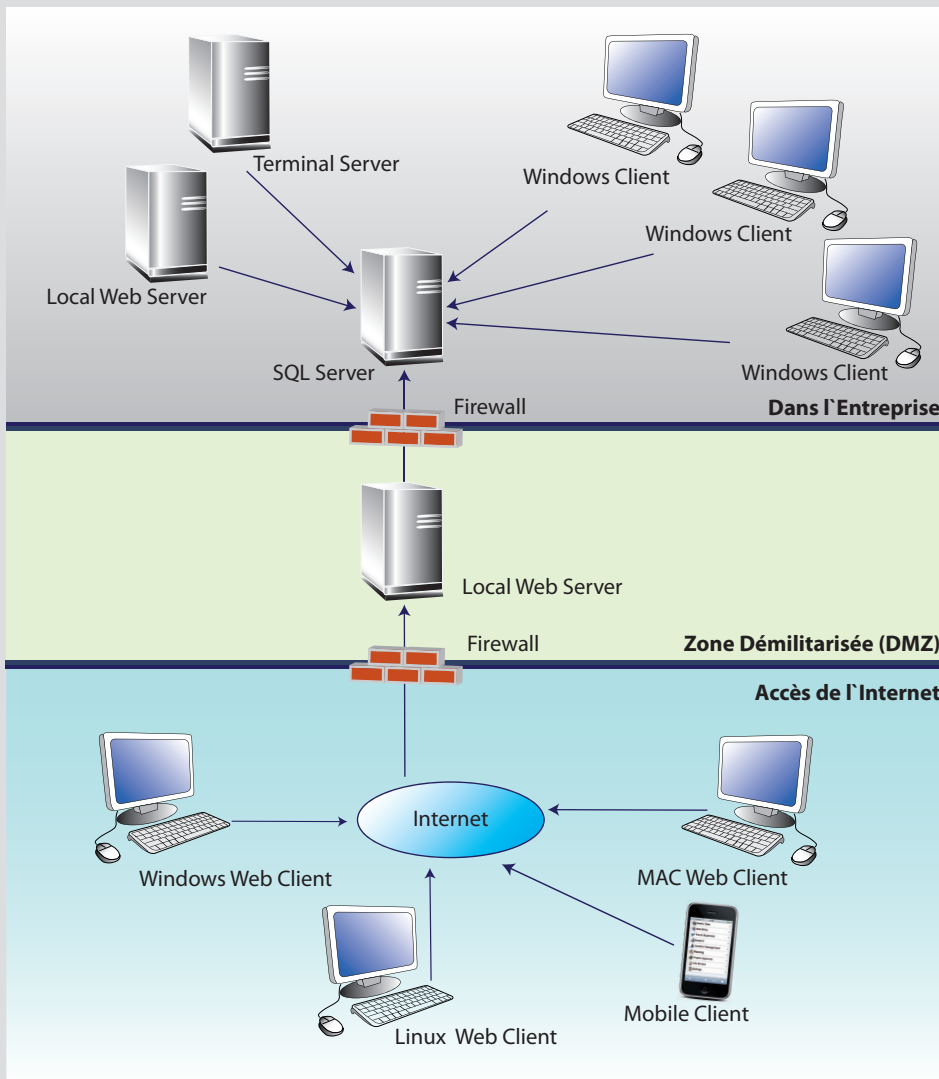 Terminal Server
Windows Client
Windows Client
Local Web Server
SQL Server
Windows Client
Firewall
Dans l`Entreprise
Local Web Server
Firewall
Zone Démilitarisée (DMZ)
Accès de l`Internet
Internet
Windows Web Client
MAC Web Client
Mobile Client
Linux Web Client